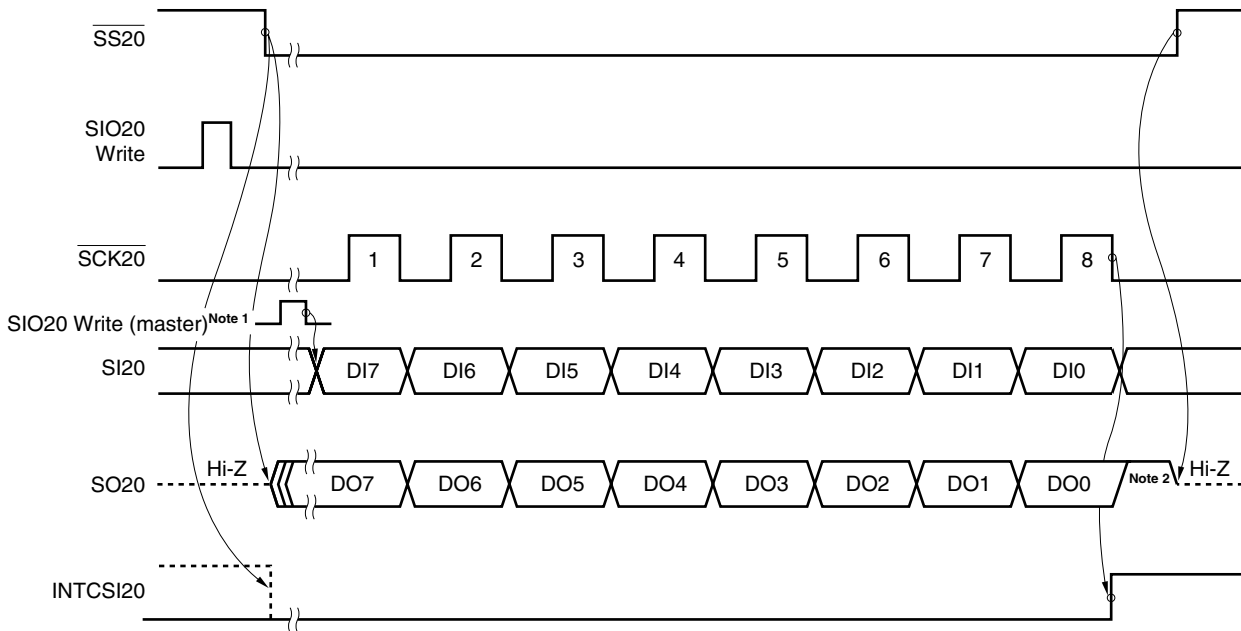 SS20
SIO20
Write
SCK20
1 2 3 4 5 6 7 8
SIO20 Write (master)Note 1
SI20 DI7 DI6 DI5 DI4 DI3 DI2 DI1 DI0
Hi-Z Hi-Z
SO20 DO7 DO6 DO5 DO4 DO3 DO2 DO1 DO0 Note 2
INTCSI20